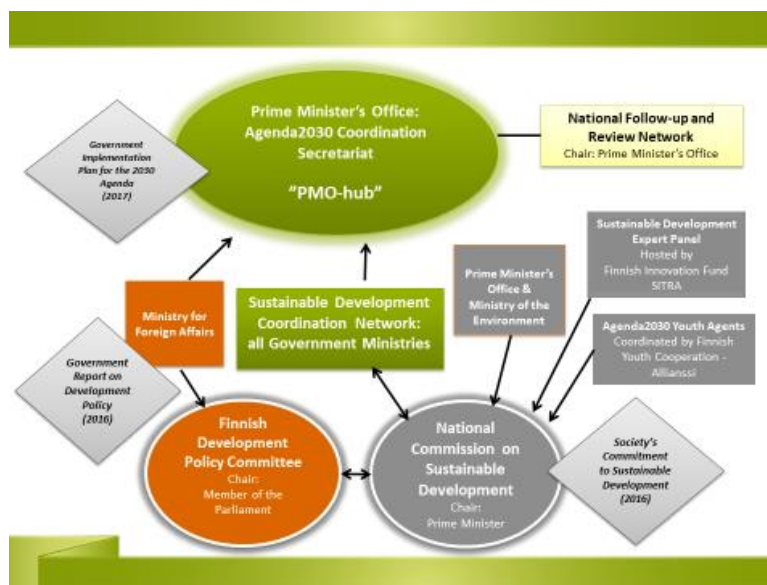 Prime Minister's Office:
Agenda2030 Coordination
Secretariat
"PMO-hub"
National Follow-up and
Review Network
Chair: Prime Minister's Office
Government
Implementation
Plan for the 2030
Agenda
(2017)
Sustainable Development
Expert Panel
Hosted by
Finnish Innovation Fund
SITRA
Prime Minister's
Office &
Ministry of the
Environment
Ministry for
Foreign Affairs
Sustainable Development
Coordination Network:
all Government Ministries
Agenda2030 Youth Agents
Coordinated by Finnish
Youth Cooperation -
Allianssi
Government
Report on
Development
Policy
(2016)
Finnish
Development
Policy Committee
Chair:
Member of the
Parliament
National
Commission on
Sustainable
Development
Chair:
Prime Minister
Society's
Commitment
to Sustainable
Development
(2016)